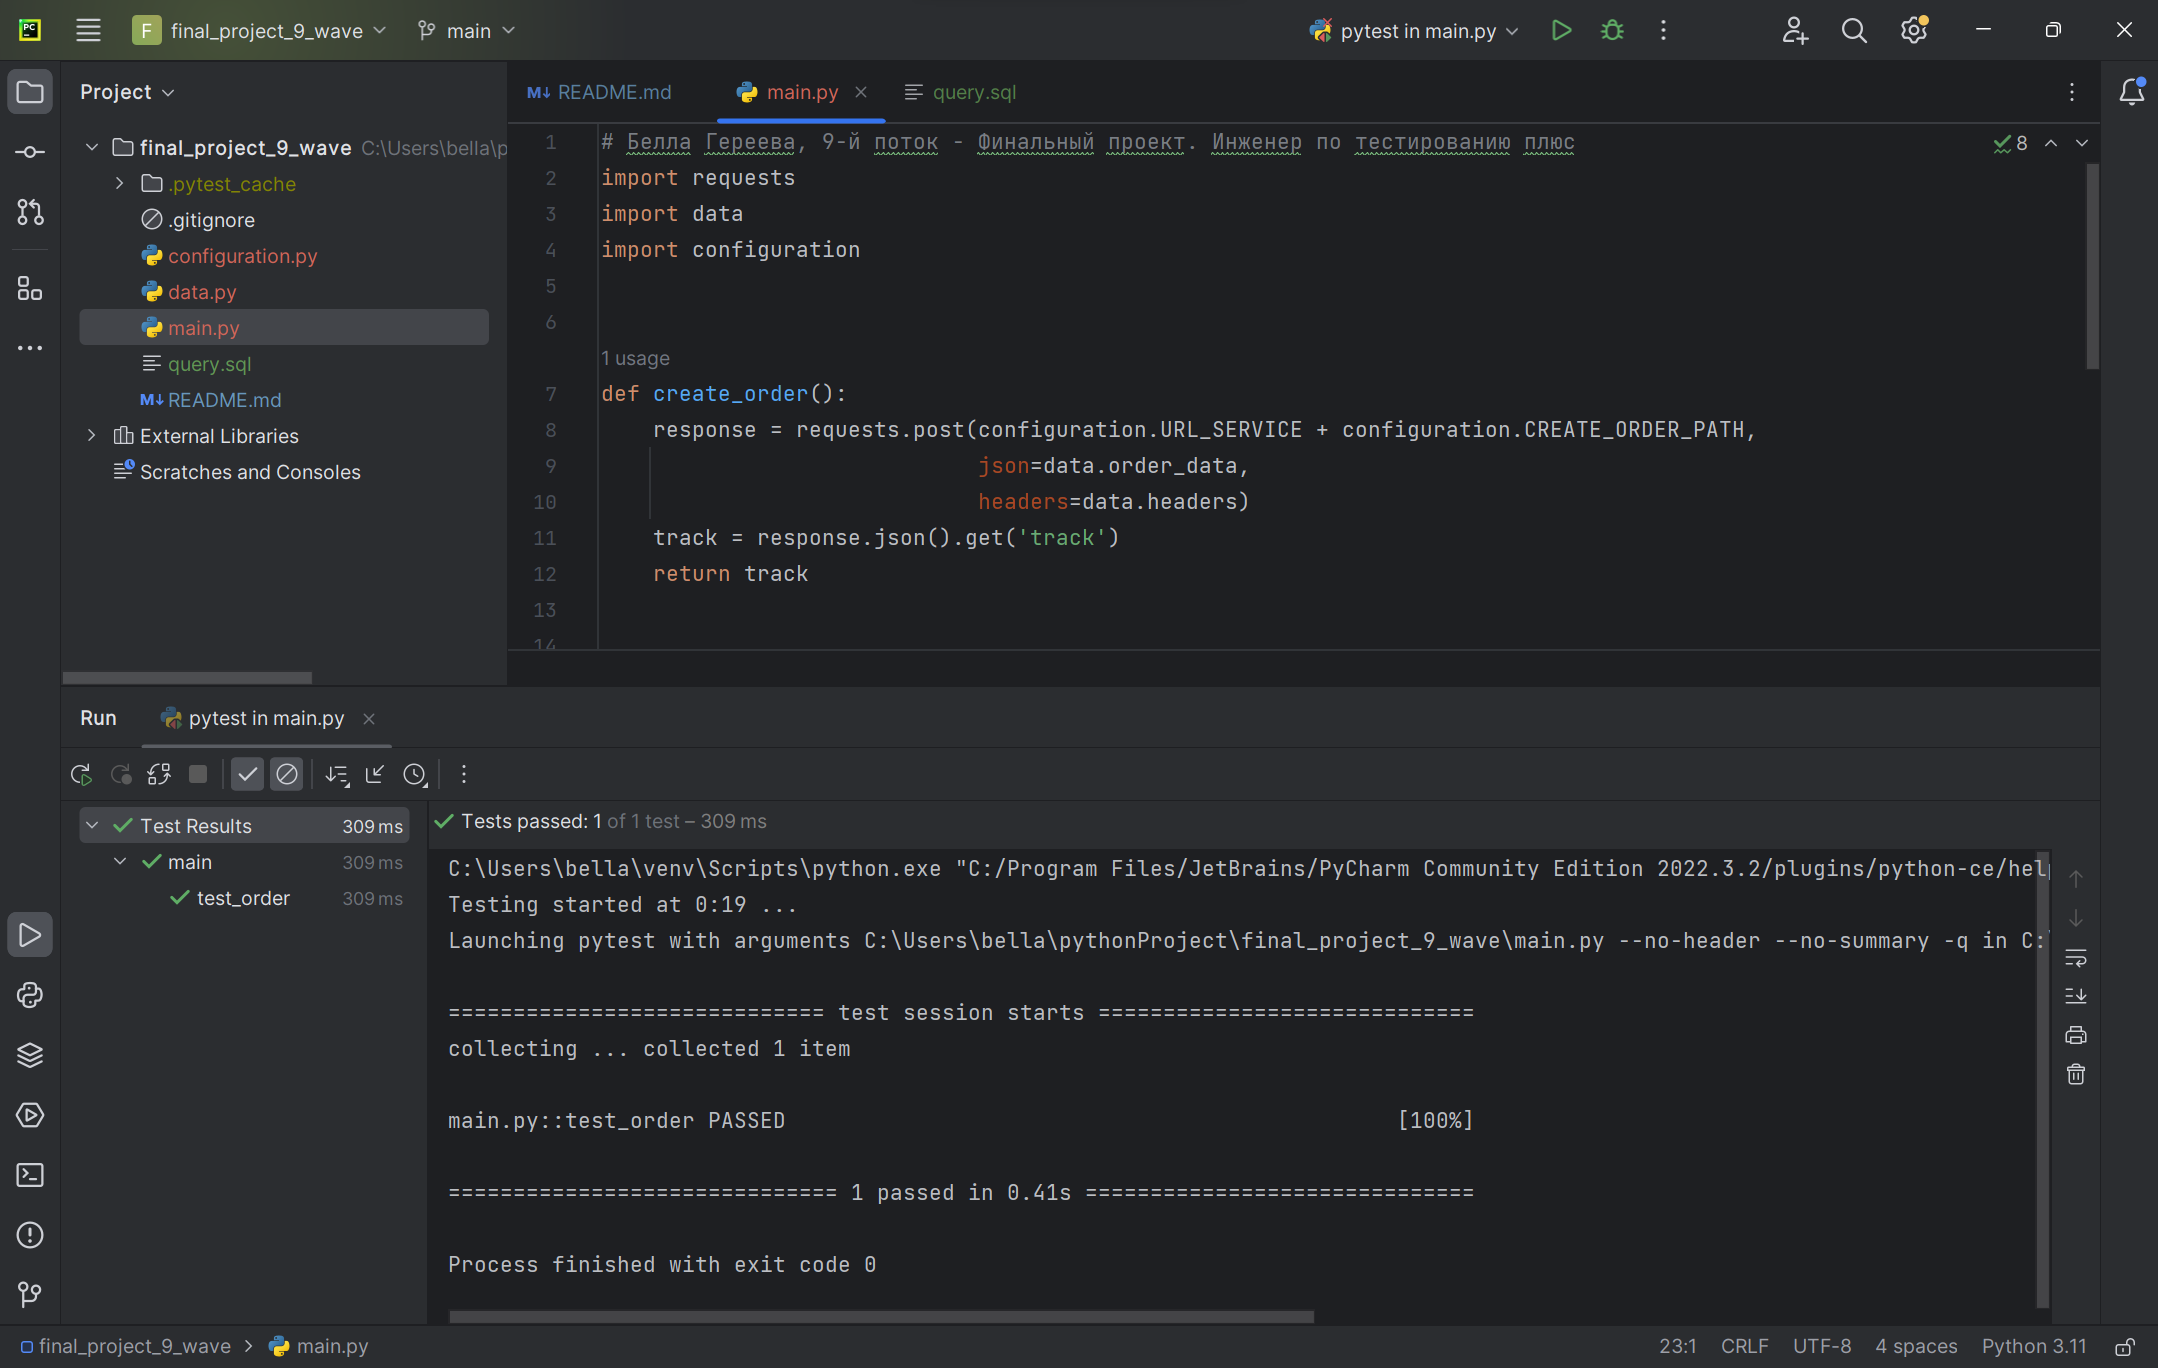 PC
F final_project_9_wave
main
pytest in main.py
Project
README.md
main.py
query.sql
final_project_9_wave C:\Users\bella\p
.pytest_cache
.gitignore
configuration.py
data.py
main.py
query.sql
README.md
External Libraries
Scratches and Consoles
8
1 # Белла Гереева, 9-й поток - Финальный проект. Инженер по тестированию плюс
2 import requests
3 import data
4 import configuration
5
6
1 usage
7 def create_order():
8 response = requests.post(configuration.URL_SERVICE + configuration.CREATE_ORDER_PATH,
9 json=data.order_data,
10 headers=data.headers)
11 track = response.json().get('track')
12 return track
13
14
Run
pytest in main.py
Test Results 309 ms
main 309 ms
test_order 309 ms
Tests passed: 1 of 1 test – 309 ms
C:\Users\bella\venv\Scripts\python.exe "C:/Program Files/JetBrains/PyCharm Community Edition 2022.3.2/plugins/python-ce/help
Testing started at 0:19 ...
Launching pytest with arguments C:\Users\bella\pythonProject\final_project_9_wave\main.py --no-header --no-summary -q in C:
============================= test session starts =============================
collecting ... collected 1 item
main.py::test_order PASSED [100%]
============================== 1 passed in 0.41s ==============================
Process finished with exit code 0
final_project_9_wave > main.py
23:1 CRLF UTF-8 4 spaces Python 3.11